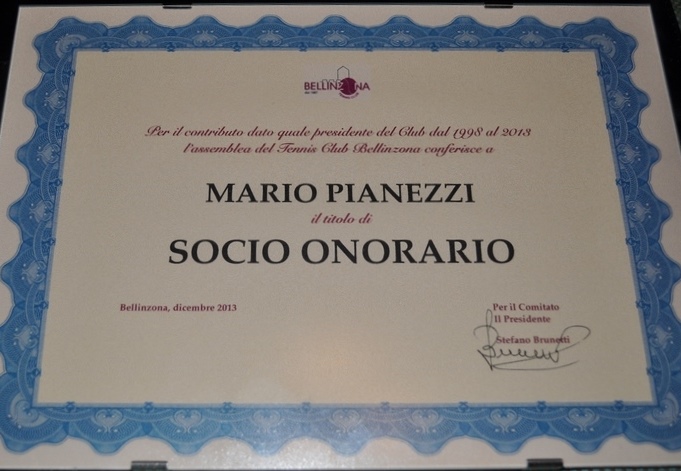 BELLINZONA
Per il contributo dato quale presidente del Club dal 1998 al 2013
l'assemblea del Tennis Club Bellinzona conferisce a
MARIO PIANEZZI
il titolo di
SOCIO ONORARIO
Bellinzona, dicembre 2013
Per il Comitato
Il Presidente
Stefano Brunetti